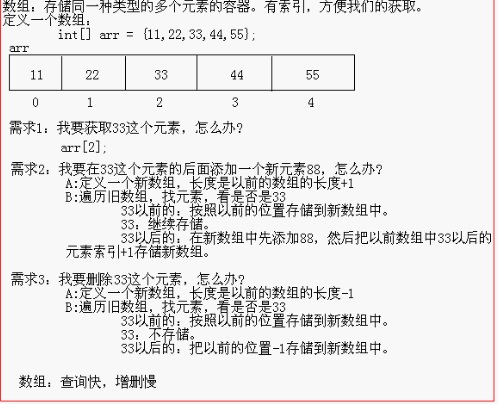 数组：存储同一种类型的多个元素的容器。有索引，方便我们的获取。
定义一个数组：
int[] arr = {11,22,33,44,55};
arr
11 22 33 44 55
0 1 2 3 4
需求1：我要获取33这个元素，怎么办？
arr[2];
需求2：我要在33这个元素的后面添加一个新元素88，怎么办？
A:定义一个新数组，长度是以前的数组的长度+1
B:遍历旧数组，找元素，看是否是33
33以前的：按照以前的位置存储到新数组中。
33：继续存储。
33以后的：在新数组中先添加88，然后把以前数组中33以后的
元素索引+1存储新数组。
需求3：我要删除33这个元素，怎么办？
A:定义一个新数组，长度是以前的数组的长度-1
B:遍历旧数组，找元素，看是否是33
33以前的：按照以前的位置存储到新数组中。
33：不存储。
33以后的：把以前的位置-1存储到新数组中。
数组：查询快，增删慢